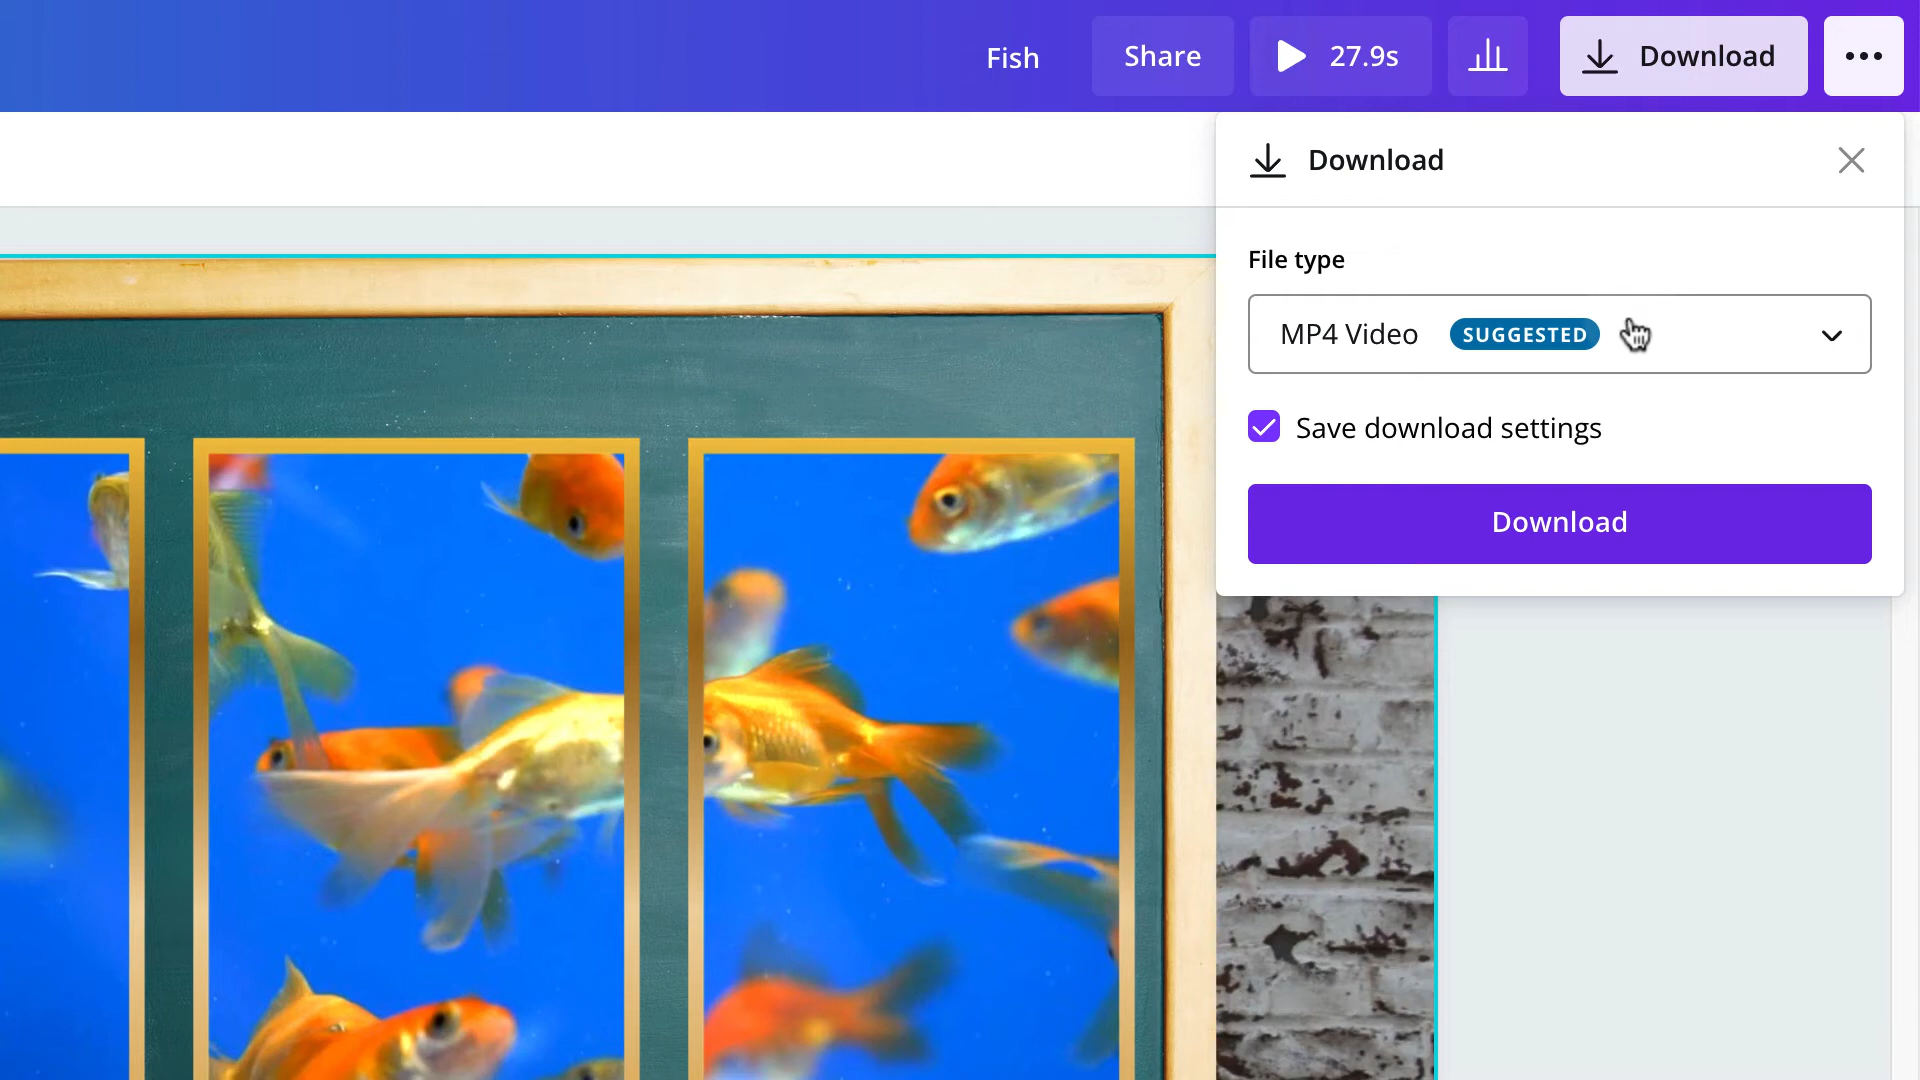 Fish
Share
27.9s
Download
Download
File type
MP4 Video SUGGESTED
Save download settings
Download